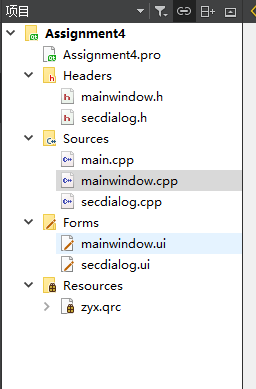 项目
Assignment4
Assignment4.pro
Headers
mainwindow.h
secdialog.h
Sources
main.cpp
mainwindow.cpp
secdialog.cpp
Forms
mainwindow.ui
secdialog.ui
Resources
zyx.qrc